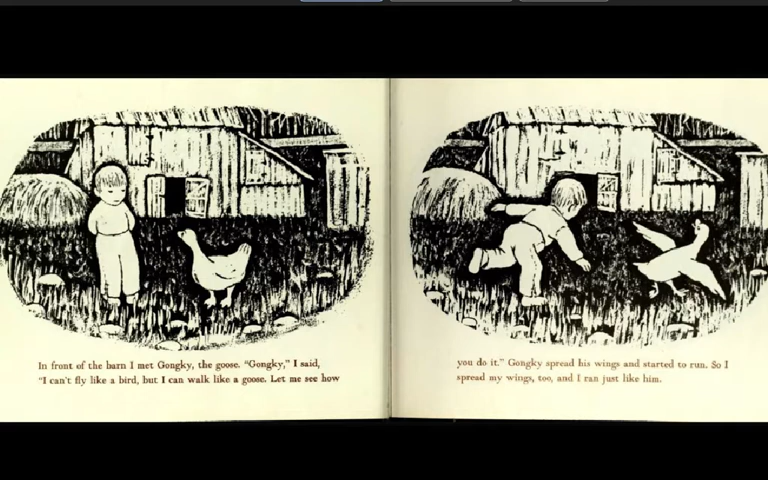 In front of the barn I met Gongky, the goose. "Gongky," I said,
"I can't fly like a bird, but I can walk like a goose. Let me see how
you do it." Gongky spread his wings and started to run. So I
spread my wings, too, and I ran just like him.